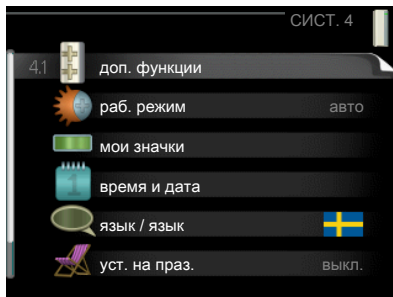 СИСТ. 4
4.1 доп. функции
раб. режим авто
мои значки
1
время и дата
язык / язык
уст. на праз. выкл.